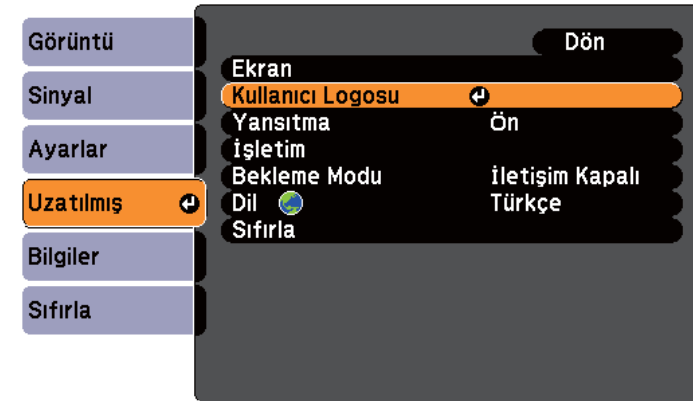 Görüntü
Sinyal
Ayarlar
Uzatılmış
Bilgiler
Sıfırla
Dön
Ekran
Kullanıcı Logosu
Yansıtma Ön
İşletim
Bekleme Modu İletişim Kapalı
Dil Türkçe
Sıfırla